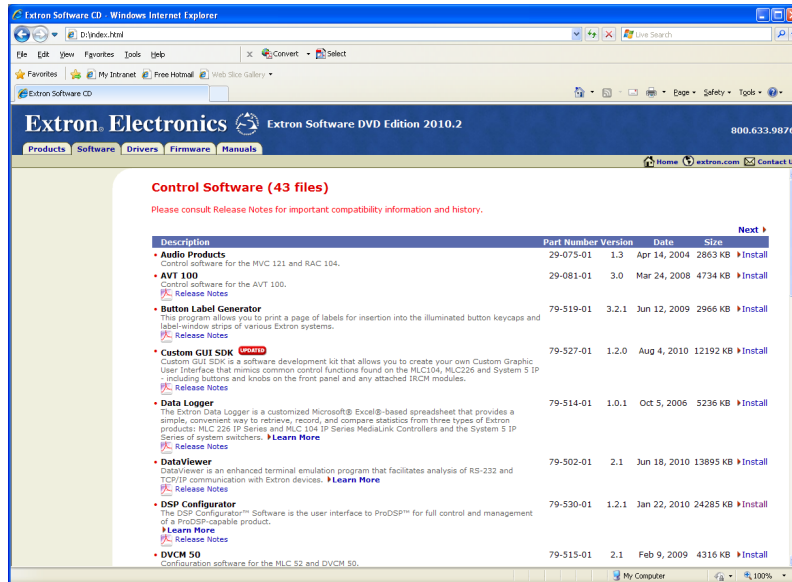 Extron Software CD - Windows Internet Explorer
D:\index.html
Live Search
File Edit View Favorites Tools Help
x Convert Select
Favorites My Intranet Free Hotmail Web Slice Gallery
Extron Software CD
Page Safety Tools
Extron® Electronics Extron Software DVD Edition 2010.2
800.633.9876
Products Software Drivers Firmware Manuals
Home extron.com Contact U
Control Software (43 files)
Please consult Release Notes for important compatibility information and history.
Next
Description Part Number Version Date Size
• Audio Products 29-075-01 1.3 Apr 14, 2004 2863 KB Install
Control software for the MVC 121 and RAC 104.
• AVT 100 29-081-01 3.0 Mar 24, 2008 4734 KB Install
Control software for the AVT 100.
Release Notes
• Button Label Generator 79-519-01 3.2.1 Jun 12, 2009 2966 KB Install
This program allows you to print a page of labels for insertion into the illuminated button keycaps and
label-window strips of various Extron systems.
Release Notes
• Custom GUI SDK UPDATED 79-527-01 1.2.0 Aug 4, 2010 12192 KB Install
Custom GUI SDK is a software development kit that allows you to create your own Custom Graphic
User Interface that mimics common control functions found on the MLC104, MLC226 and System 5 IP
- including buttons and knobs on the front panel and any attached IRCM modules.
Release Notes
• Data Logger 79-514-01 1.0.1 Oct 5, 2006 5236 KB Install
The Extron Data Logger is a customized Microsoft® Excel®-based spreadsheet that provides a
simple, convenient way to retrieve, record, and compare statistics from three types of Extron
products: MLC 226 IP Series and MLC 104 IP Series MediaLink Controllers and the System 5 IP
Series of system switchers. Learn More
Release Notes
• DataViewer 79-502-01 2.1 Jun 18, 2010 13895 KB Install
DataViewer is an enhanced terminal emulation program that facilitates analysis of RS-232 and
TCP/IP communication with Extron devices. Learn More
Release Notes
• DSP Configurator 79-530-01 1.2.1 Jan 22, 2010 24285 KB Install
The DSP Configurator™ Software is the user interface to ProDSP™ for full control and management
of a ProDSP-capable product.
Learn More
Release Notes
• DVCM 50 79-515-01 2.1 Feb 9, 2009 4316 KB Install
Configuration software for the MLC 52 and DVCM 50.
My Computer 100%